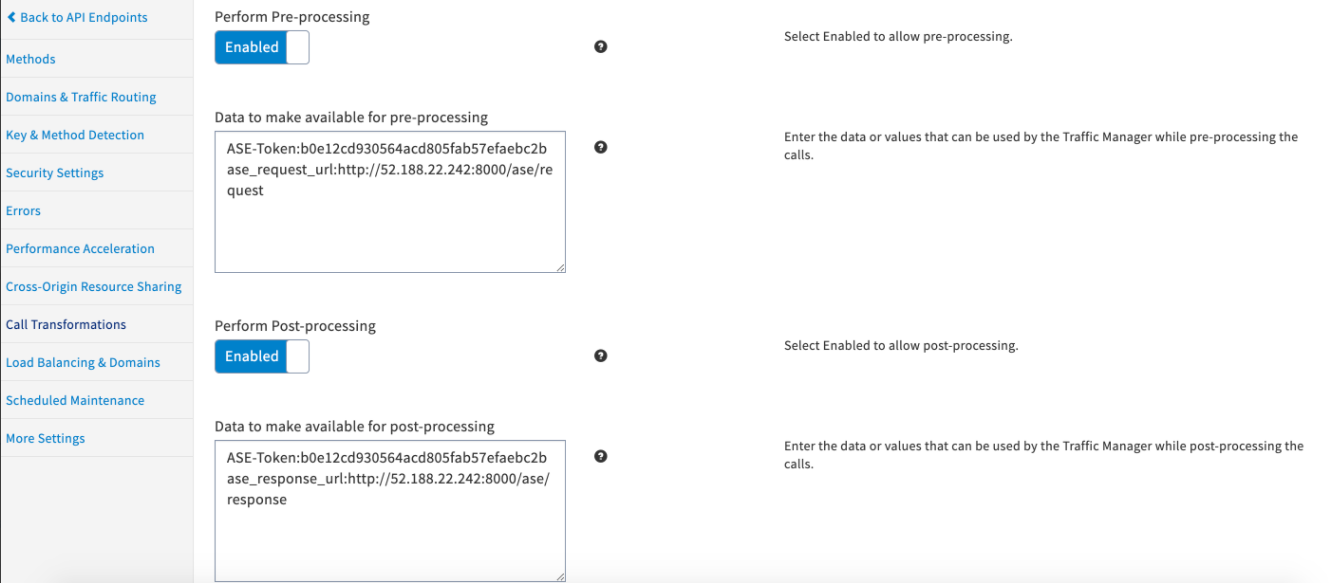 Back to API Endpoints
Methods
Domains & Traffic Routing
Key & Method Detection
Security Settings
Errors
Performance Acceleration
Cross-Origin Resource Sharing
Call Transformations
Load Balancing & Domains
Scheduled Maintenance
More Settings
Perform Pre-processing
Enabled
?
Select Enabled to allow pre-processing.
Data to make available for pre-processing
ASE-Token:b0e12cd930564acd805fab57efaebc2b
ase_request_url:http://52.188.22.242:8000/ase/re
quest
?
Enter the data or values that can be used by the Traffic Manager while pre-processing the
calls.
Perform Post-processing
Enabled
?
Select Enabled to allow post-processing.
Data to make available for post-processing
ASE-Token:b0e12cd930564acd805fab57efaebc2b
ase_response_url:http://52.188.22.242:8000/ase/
response
?
Enter the data or values that can be used by the Traffic Manager while post-processing the
calls.